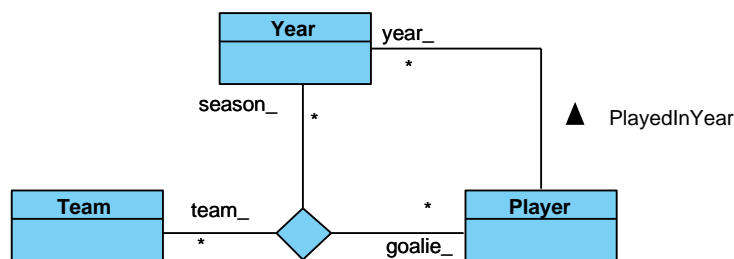 Year
year_
*
season_
*
PlayedInYear
Team
team_
*
*
goalie_
Player